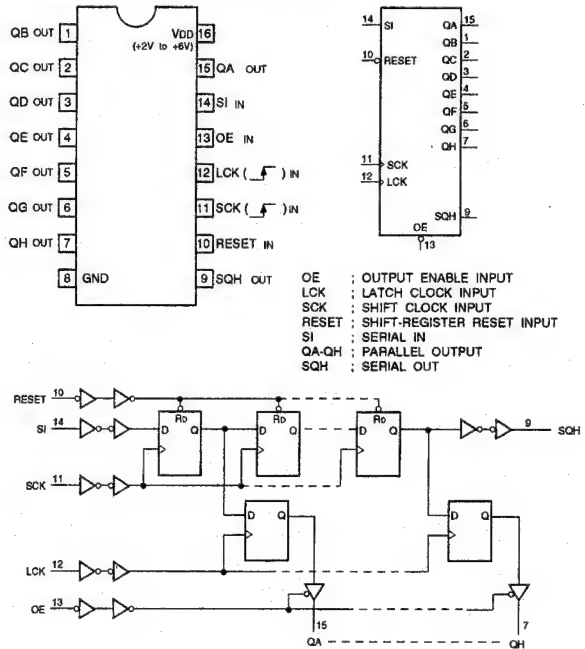 QB OUT 1
VDD 16
(+2V to +6V)
QC OUT 2
15 QA OUT
QD OUT 3
14 Si IN
QE OUT 4
13 OE IN
QF OUT 5
12 LCK ( ) IN
QG OUT 6
11 SCK ( ) IN
QH OUT 7
10 RESET IN
8 GND
9 SQH OUT
14 SI
QA 15
QB 1
10 RESET
QC 2
QD 3
QE 4
QF 5
QG 6
QH 7
11 SCK
12 LCK
SQH 9
OE
13
OE ; OUTPUT ENABLE INPUT
LCK ; LATCH CLOCK INPUT
SCK ; SHIFT CLOCK INPUT
RESET ; SHIFT-REGISTER RESET INPUT
SI ; SERIAL IN
QA-QH ; PARALLEL OUTPUT
SQH ; SERIAL OUT
RESET 10
RD RD RD
SI 14
D Q D Q D Q
9 SQH
SCK 11
D Q D Q
LCK 12
OE 13
15 7
QA QH